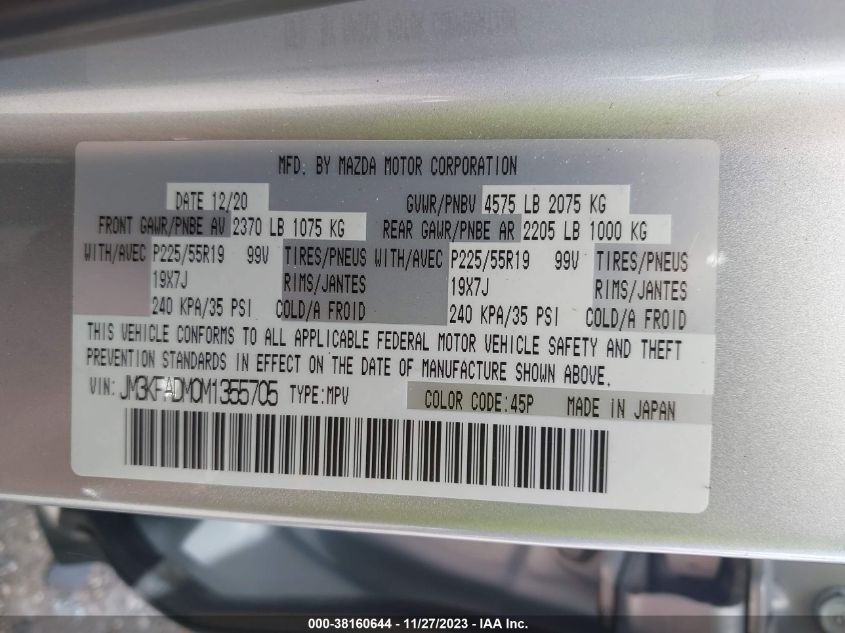 MFD. BY MAZDA MOTOR CORPORATION
DATE 12/20 GVWR/PNBV 4575 LB 2075 KG
FRONT GAWR/PNBE AV 2370 LB 1075 KG REAR GAWR/PNBE AR 2205 LB 1000 KG
WITH/AVEC P225/55R19 99V TIRES/PNEUS WITH/AVEC P225/55R19 99V TIRES/PNEUS
19X7J RIMS/JANTES 19X7J RIMS/JANTES
240 KPA/35 PSI COLD/A FROID 240 KPA/35 PSI COLD/A FROID
THIS VEHICLE CONFORMS TO ALL APPLICABLE FEDERAL MOTOR VEHICLE SAFETY AND THEFT
PREVENTION STANDARDS IN EFFECT ON THE DATE OF MANUFACTURE SHOWN ABOVE.
VIN: JM3KFADM0M1355705 TYPE:MPV COLOR CODE:45P MADE IN JAPAN
000-38160644 - 11/27/2023 - IAA Inc.